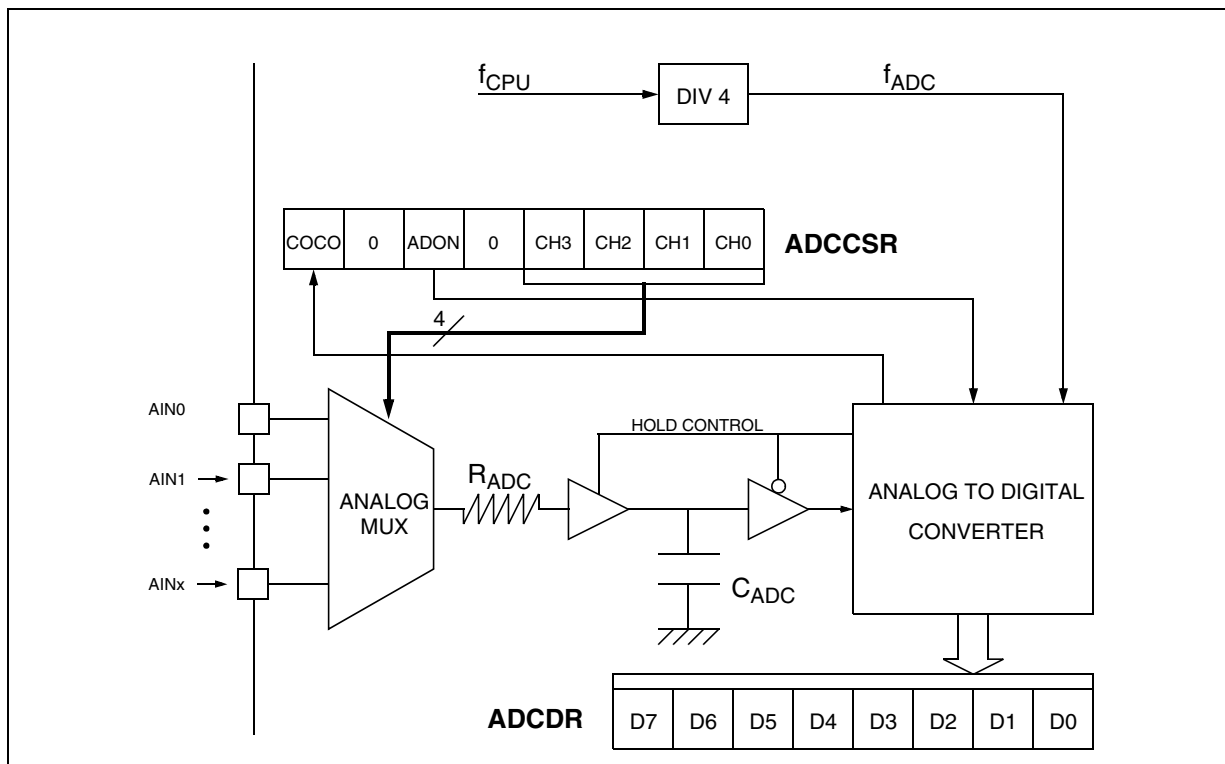 fCPU
DIV 4
fADC
COCO 0 ADON 0 CH3 CH2 CH1 CH0
ADCCSR
4
AIN0
HOLD CONTROL
AIN1
RADC
ANALOG
MUX
ANALOG TO DIGITAL
CONVERTER
AINx
CADC
ADCDR
D7 D6 D5 D4 D3 D2 D1 D0